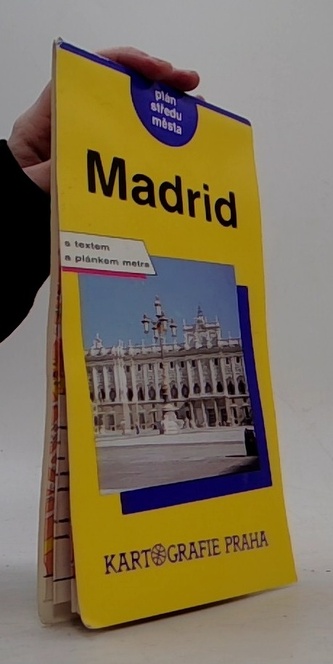 plán
středu
města
Madrid
s textem
a plánkem metra
KARTOGRAFIE PRAHA